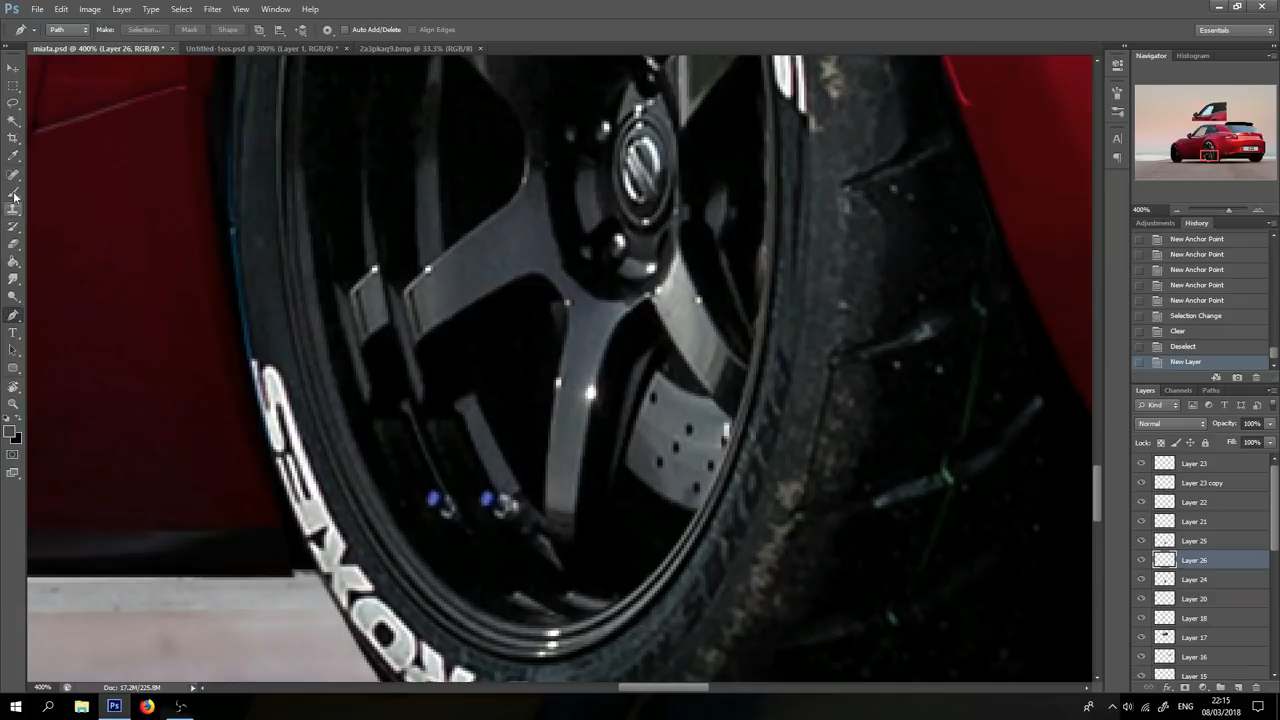 Ps File Edit Image Layer Type Select Filter View Window Help
Path Make: Selection... Mask Shape Auto Add/Delete Align Edges Essentials
miata.psd @ 400% (Layer 26, RGB/8) * × Untitled-1sss.psd @ 300% (Layer 1, RGB/8) * × 2a3pkaq9.bmp @ 33.3% (RGB/8) ×
Navigator Histogram
400%
Adjustments History
New Anchor Point
New Anchor Point
New Anchor Point
New Anchor Point
New Anchor Point
Selection Change
Clear
Deselect
New Layer
Layers Channels Paths
Kind
Normal Opacity: 100%
Lock: Fill: 100%
Layer 23
Layer 23 copy
Layer 22
Layer 21
Layer 25
Layer 26
Layer 24
Layer 20
Layer 18
Layer 17
Layer 16
Layer 15
400% Doc: 17.2M/225.8M
ENG 22:15
08/03/2018